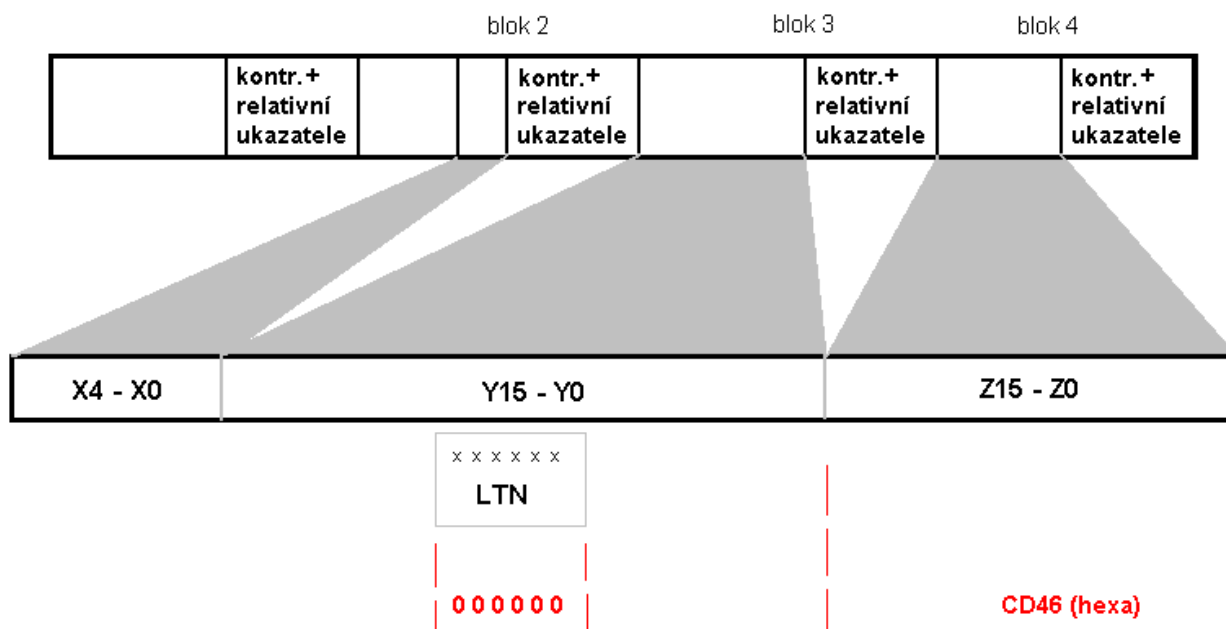 blok 2 blok 3 blok 4
kontr.+ kontr.+ kontr.+ kontr.+
relativní relativní relativní relativní
ukazatele ukazatele ukazatele ukazatele
X4 - X0 Y15 - Y0 Z15 - Z0
x x x x x x
LTN
0 0 0 0 0 0 CD46 (hexa)